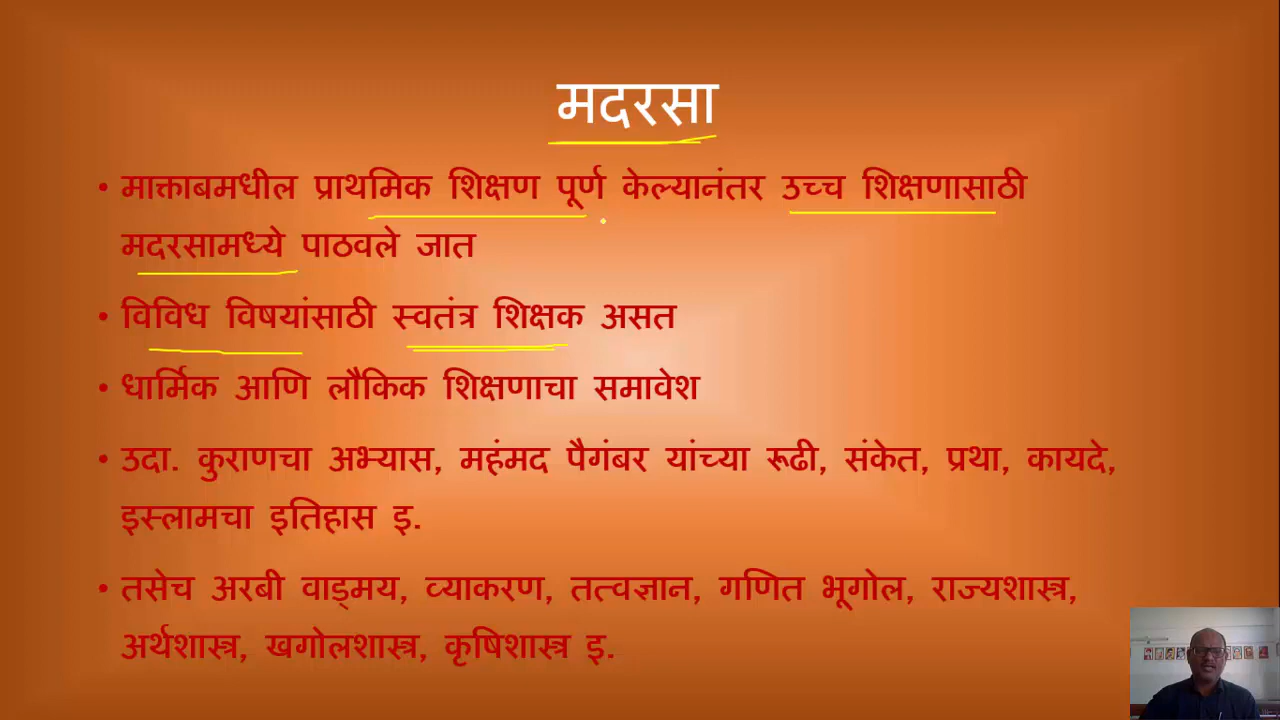 मदरसा
• माक्ताबमधील प्राथमिक शिक्षण पूर्ण केल्यानंतर उच्च शिक्षणासाठी
मदरसामध्ये पाठवले जात
• विविध विषयांसाठी स्वतंत्र शिक्षक असत
• धार्मिक आणि लौकिक शिक्षणाचा समावेश
• उदा. कुराणचा अभ्यास, महंमद पैगंबर यांच्या रूढी, संकेत, प्रथा, कायदे,
इस्लामचा इतिहास इ.
• तसेच अरबी वाड्मय, व्याकरण, तत्वज्ञान, गणित भूगोल, राज्यशास्त्र,
अर्थशास्त्र, खगोलशास्त्र, कृषिशास्त्र इ.